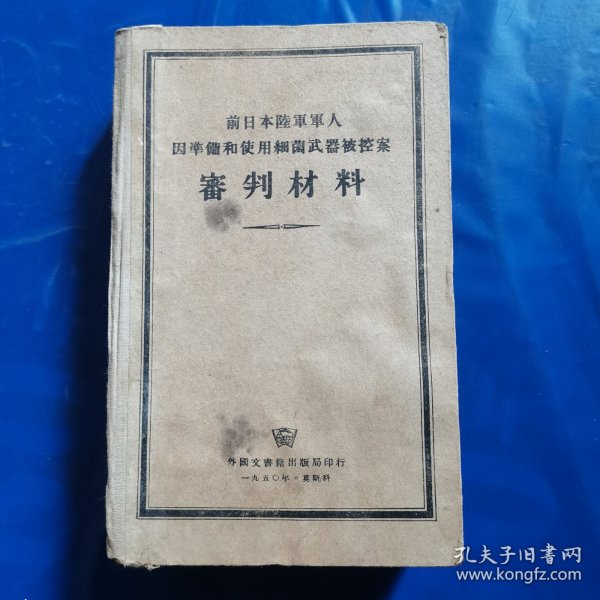 前日本陸軍軍人
因準備和使用細菌武器被控案
審判材料
外國文書籍出版局印行
一九五〇年·莫斯科
孔夫子旧书网
www.kongfz.com